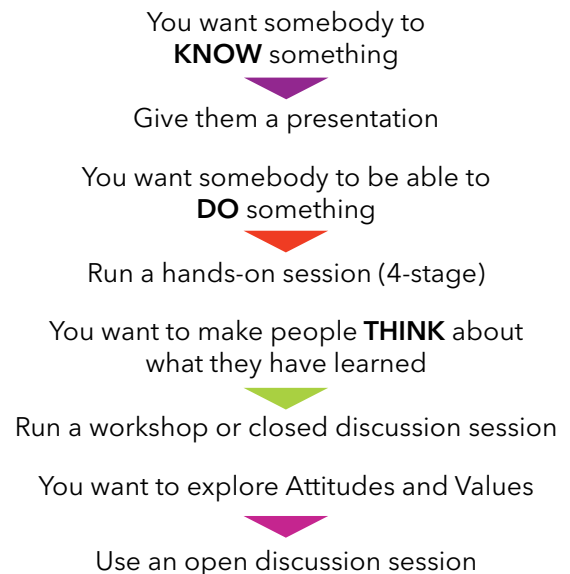 You want somebody to
KNOW something
Give them a presentation
You want somebody to be able to
DO something
Run a hands-on session (4-stage)
You want to make people THINK about
what they have learned
Run a workshop or closed discussion session
You want to explore Attitudes and Values
Use an open discussion session